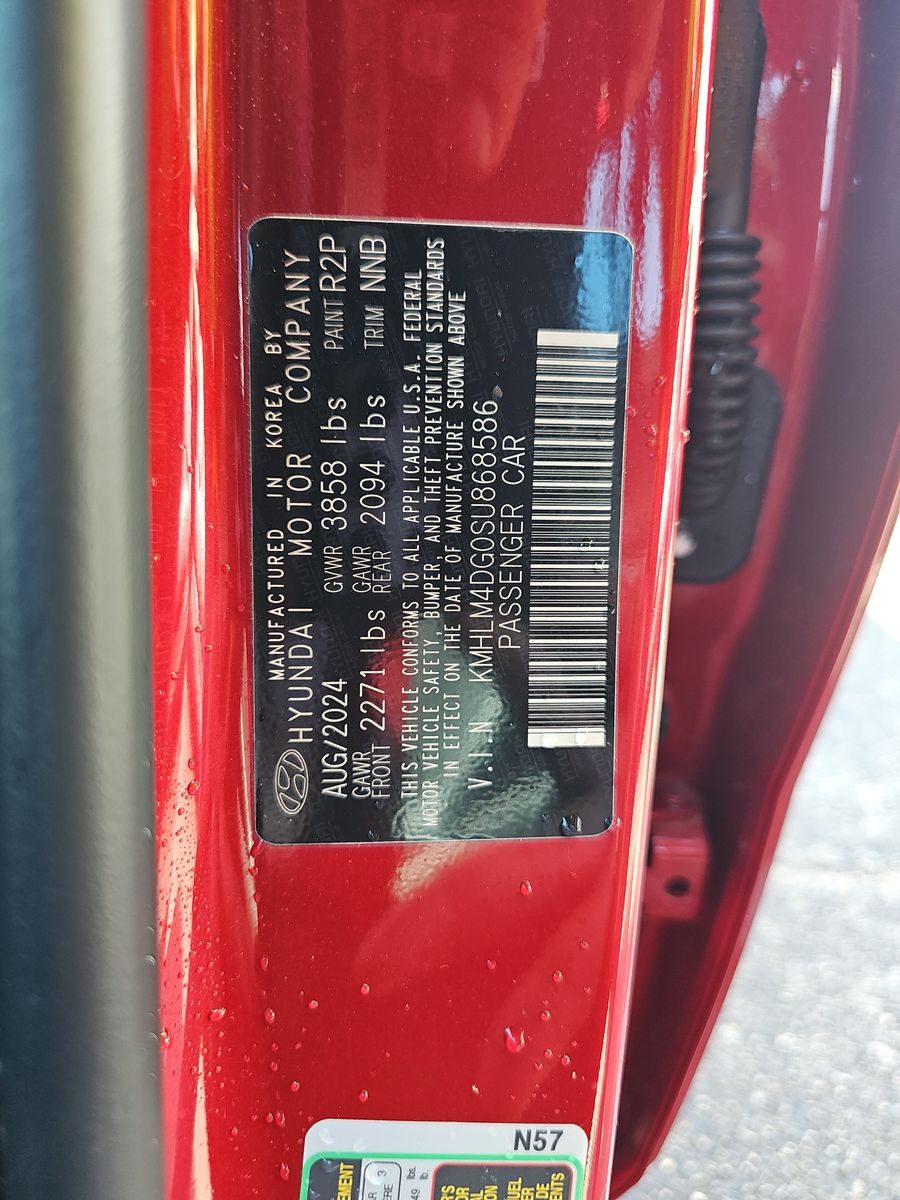 MANUFACTURED IN KOREA BY
HYUNDAI MOTOR COMPANY
AUG/2024 GVWR 3858 lbs PAINT R2P
GAWR FRONT 2271 lbs GAWR REAR 2094 lbs TRIM NNB
THIS VEHICLE CONFORMS TO ALL APPLICABLE U.S.A. FEDERAL
MOTOR VEHICLE SAFETY, BUMPER, AND THEFT PREVENTION STANDARDS
IN EFFECT ON THE DATE OF MANUFACTURE SHOWN ABOVE
V.I.N KMHLM4DG0SU868586
PASSENGER CAR
N57